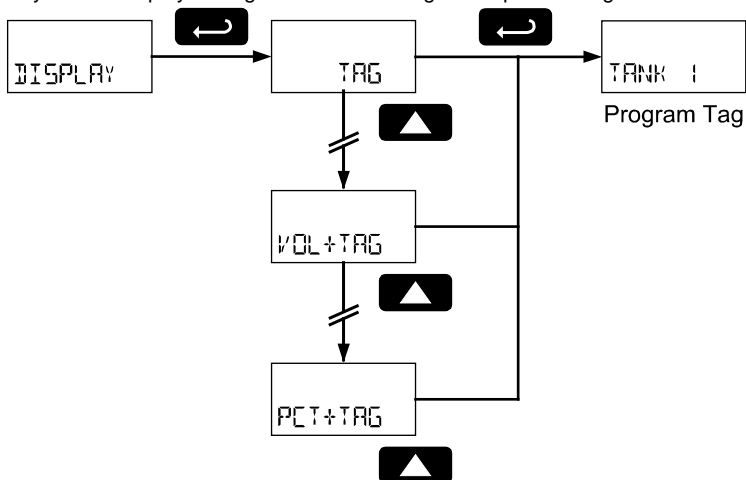 DISPLAY
TAG
TANK 1
Program Tag
VOL+TAG
PCT+TAG